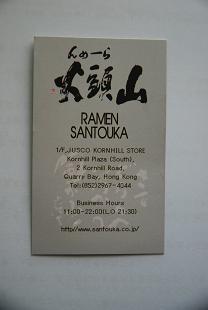 らーめん
山頭火
RAMEN
SANTOUKA
1/F,JUSCO KORNHILL STORE
Kornhill Plaza (South),
2 Kornhill Road,
Quarry Bay, Hong Kong
Tel:(852)2967-4044
Business Hours
11:00-22:00(L.O 21:30)
http//www.santouka.co.jp/